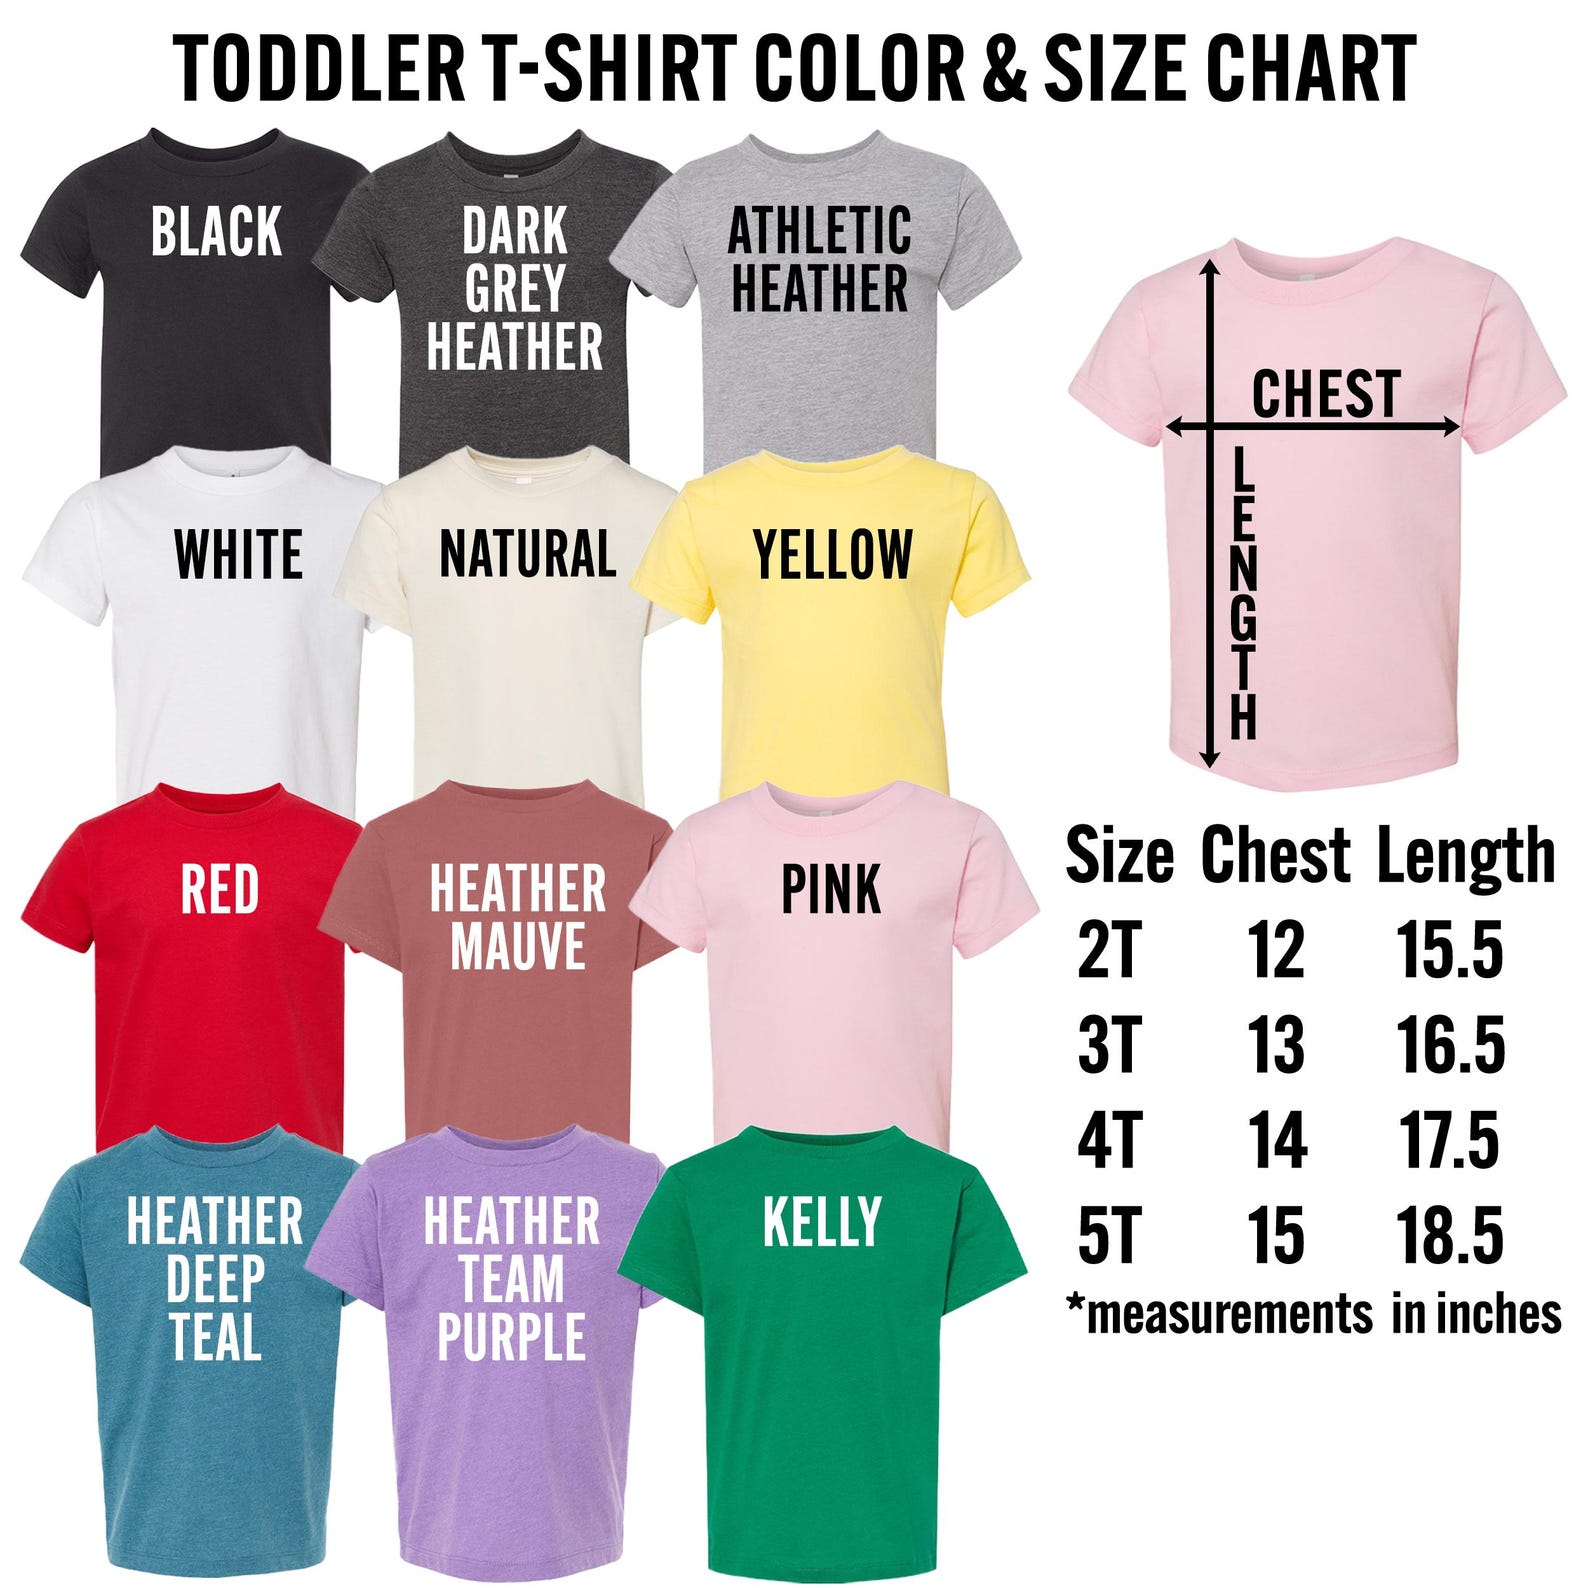 TODDLER T-SHIRT COLOR & SIZE CHART
BLACK
DARK
GREY
HEATHER
ATHLETIC
HEATHER
WHITE
NATURAL
YELLOW
RED
HEATHER
MAUVE
PINK
HEATHER
DEEP
TEAL
HEATHER
TEAM
PURPLE
KELLY
CHEST
LENGTH
Size Chest Length
2T 12 15.5
3T 13 16.5
4T 14 17.5
5T 15 18.5
*measurements in inches